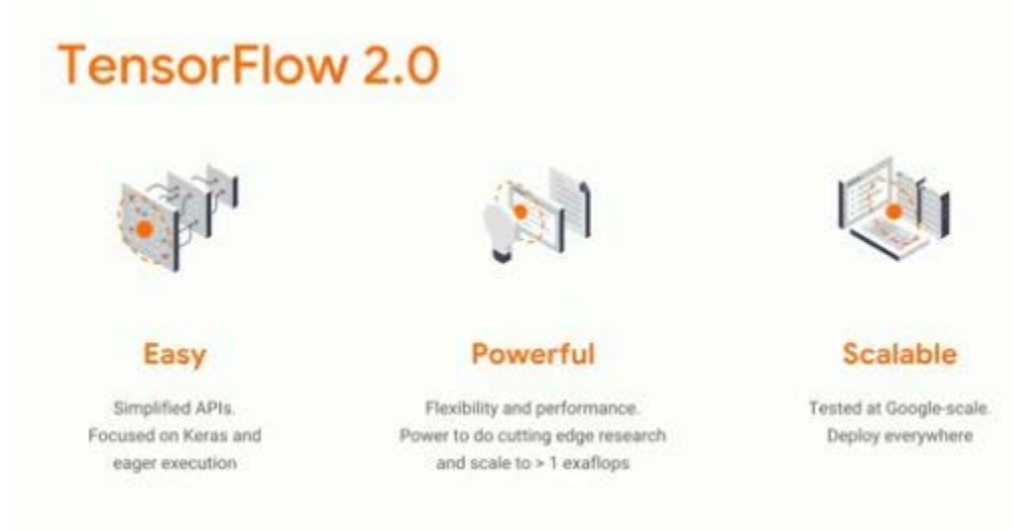 TensorFlow 2.0
Easy
Simplified APIs.
Focused on Keras and
eager execution
Powerful
Flexibility and performance.
Power to do cutting edge research
and scale to > 1 exaflops
Scalable
Tested at Google-scale.
Deploy everywhere